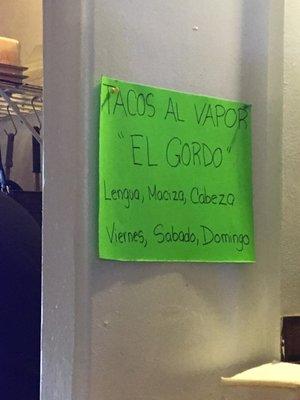 TACOS AL VAPOR
"EL GORDO"
Lengua, Maciza, Cabeza
Viernes, Sabado, Domingo